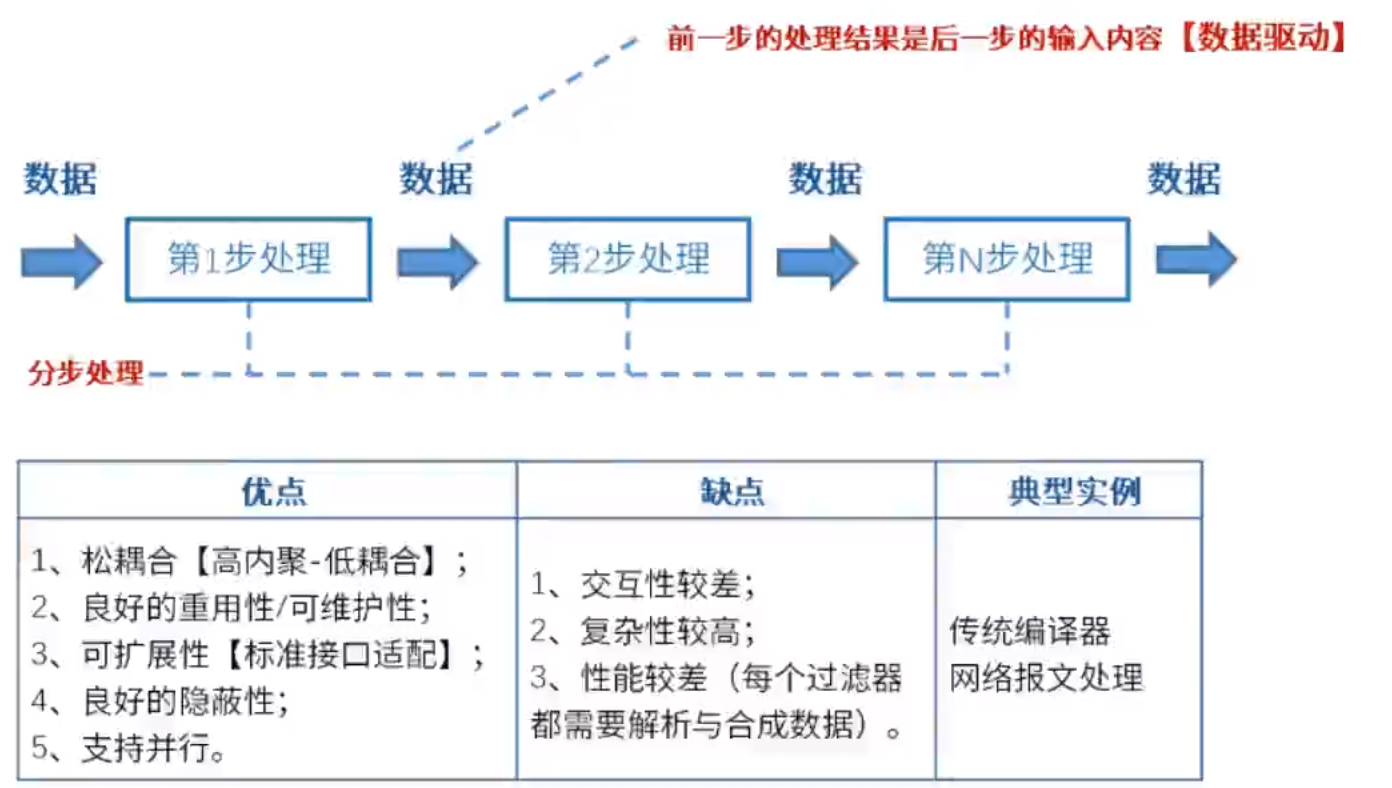 前一步的处理结果是后一步的输入内容【数据驱动】
数据
数据
数据
数据
第1步处理
第2步处理
第N步处理
分步处理
优点
缺点
典型实例
1、松耦合【高内聚-低耦合】;
2、良好的重用性/可维护性;
3、可扩展性【标准接口适配】;
4、良好的隐蔽性;
5、支持并行。
1、交互性较差;
2、复杂性较高;
3、性能较差（每个过滤器
都需要解析与合成数据）。
传统编译器
网络报文处理